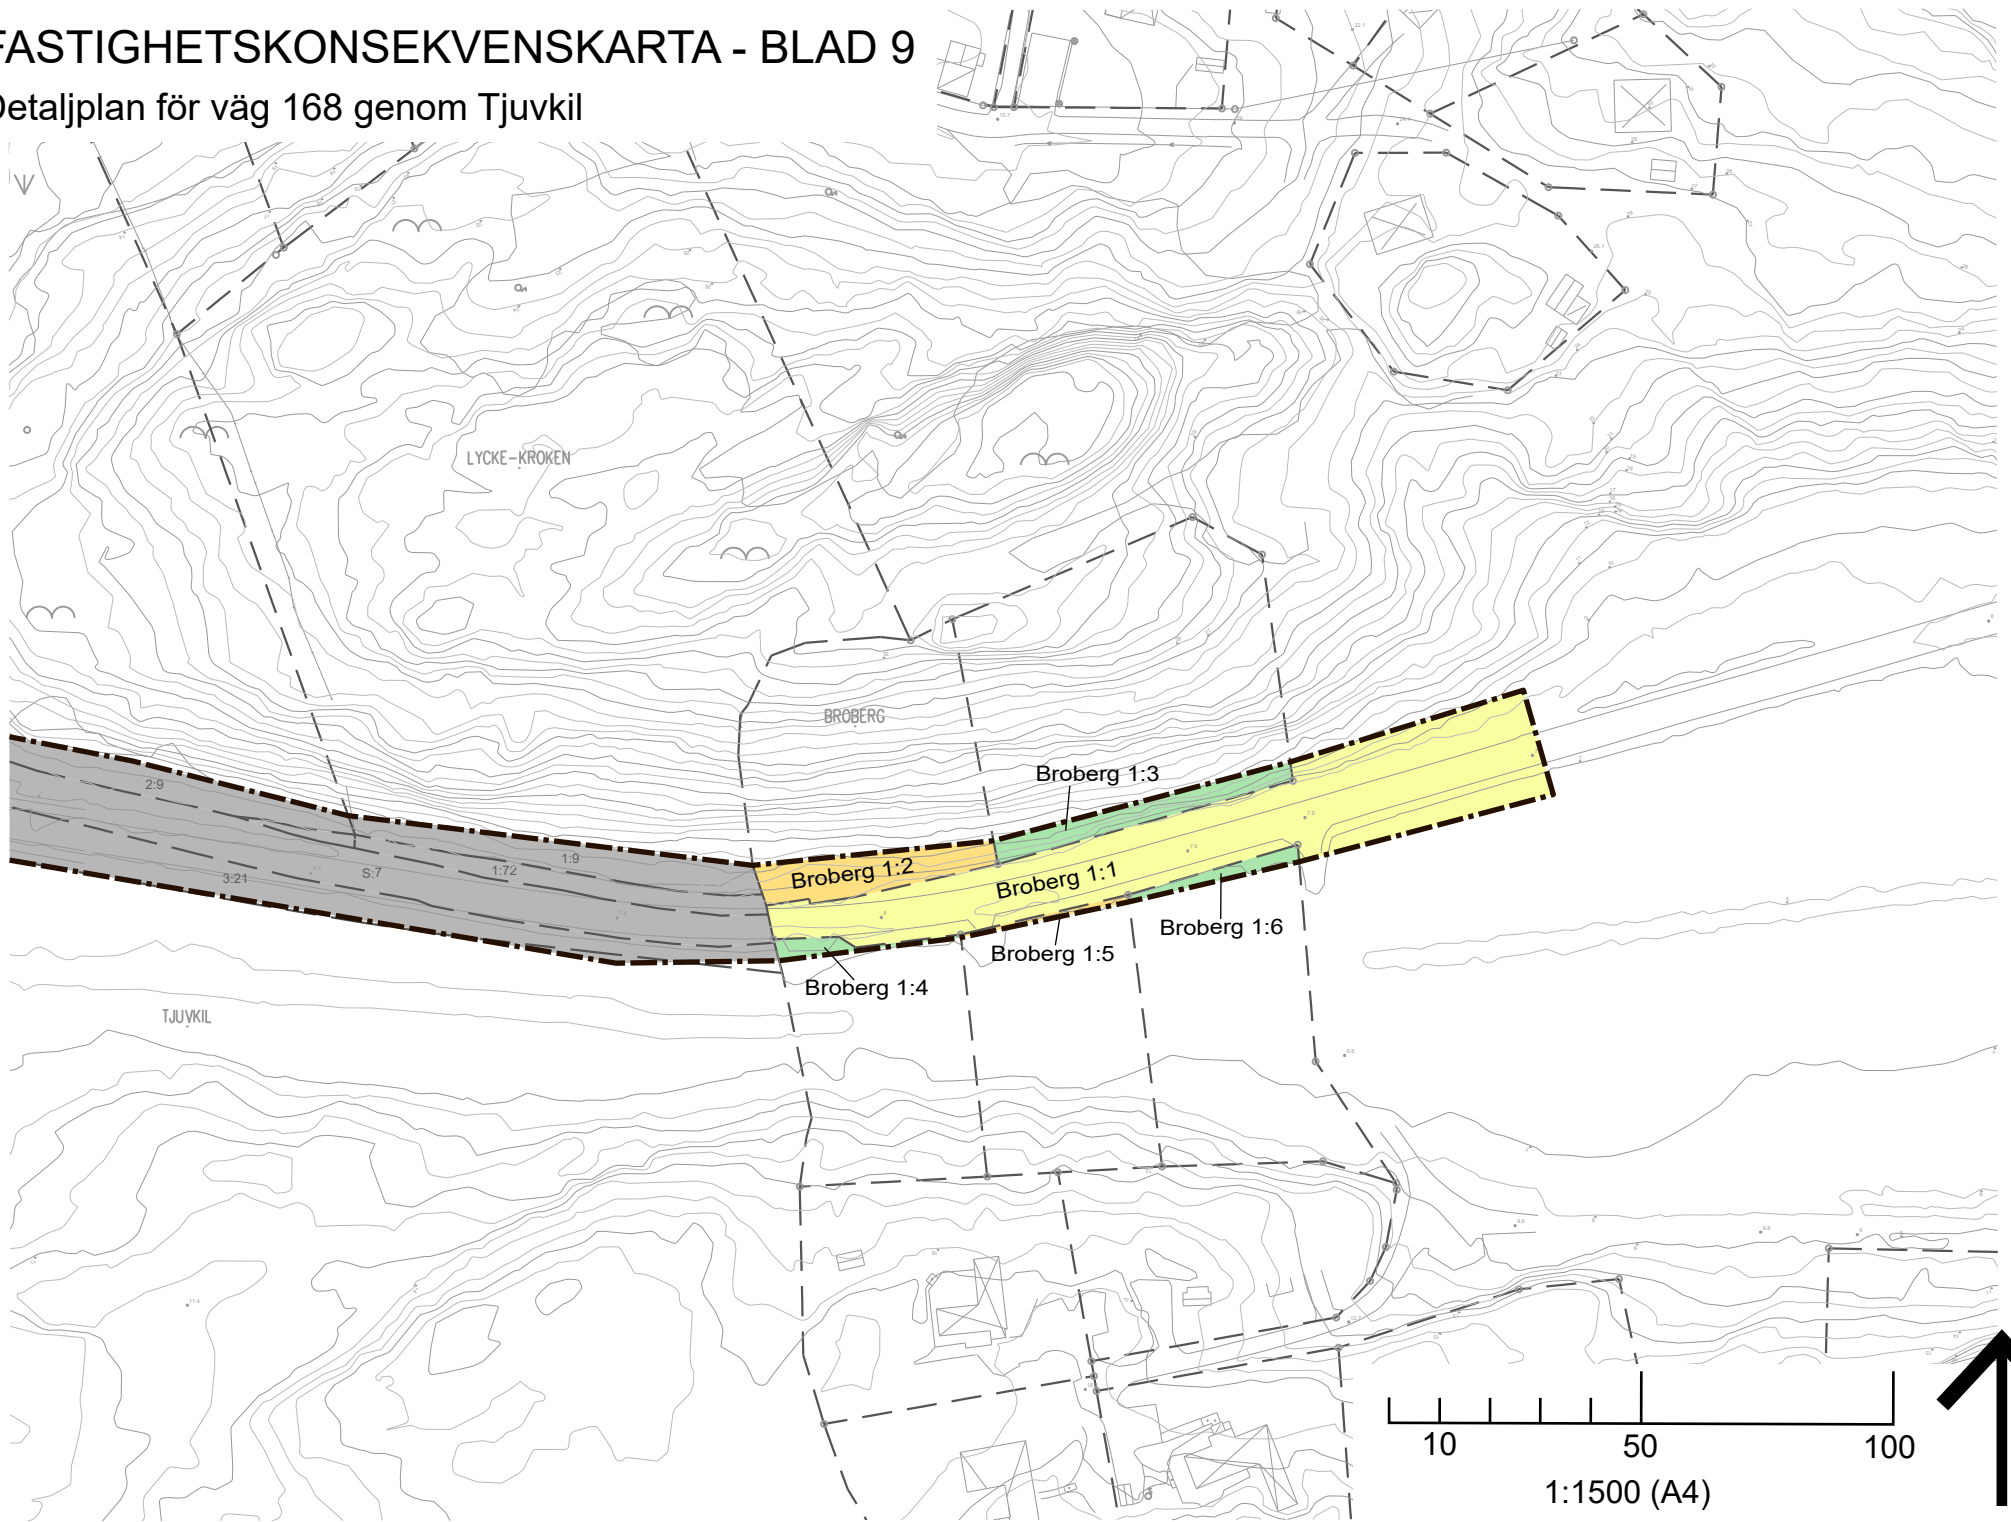 FASTIGHETSKONSEKVENSKARTA - BLAD 9
Detaljplan för väg 168 genom Tjuvkil
LYCKE-KROKEN
BROBERG
Broberg 1:3
2:9
1:9
1:72
S:7
3:21
Broberg 1:2
Broberg 1:1
Broberg 1:6
Broberg 1:5
Broberg 1:4
TJUVKIL
10
50
100
1:1500 (A4)